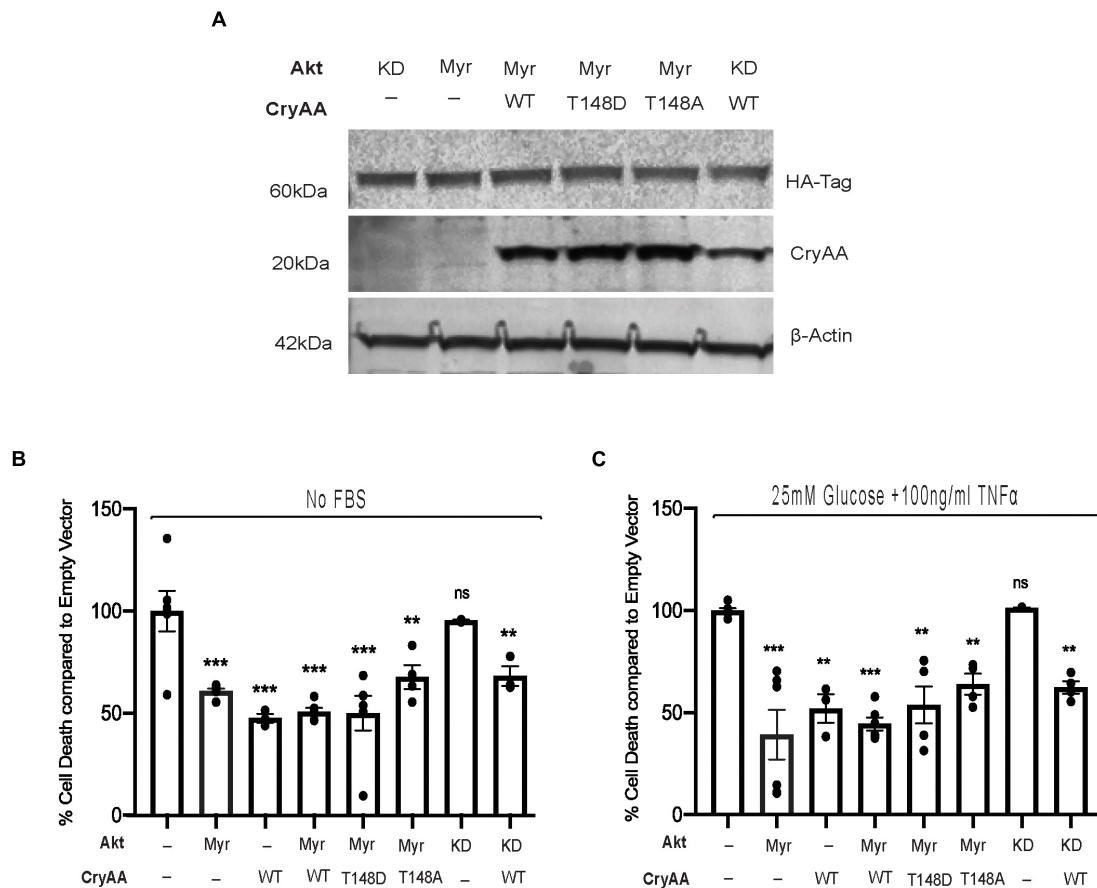 A
Akt KD Myr Myr Myr Myr KD
CryAA – – WT T148D T148A WT
60kDa HA-Tag
20kDa CryAA
42kDa β-Actin
B
No FBS
% Cell Death compared to Empty Vector
150
100
50
0
*** *** *** *** ** ns **
Akt – Myr – Myr Myr Myr KD KD
CryAA – – WT WT T148D T148A – WT
C
25mM Glucose +100ng/ml TNFα
% Cell Death compared to Empty Vector
150
100
50
0
*** ** *** ** ** ns **
Akt – Myr – Myr Myr Myr KD KD
CryAA – – WT WT T148D T148A – WT